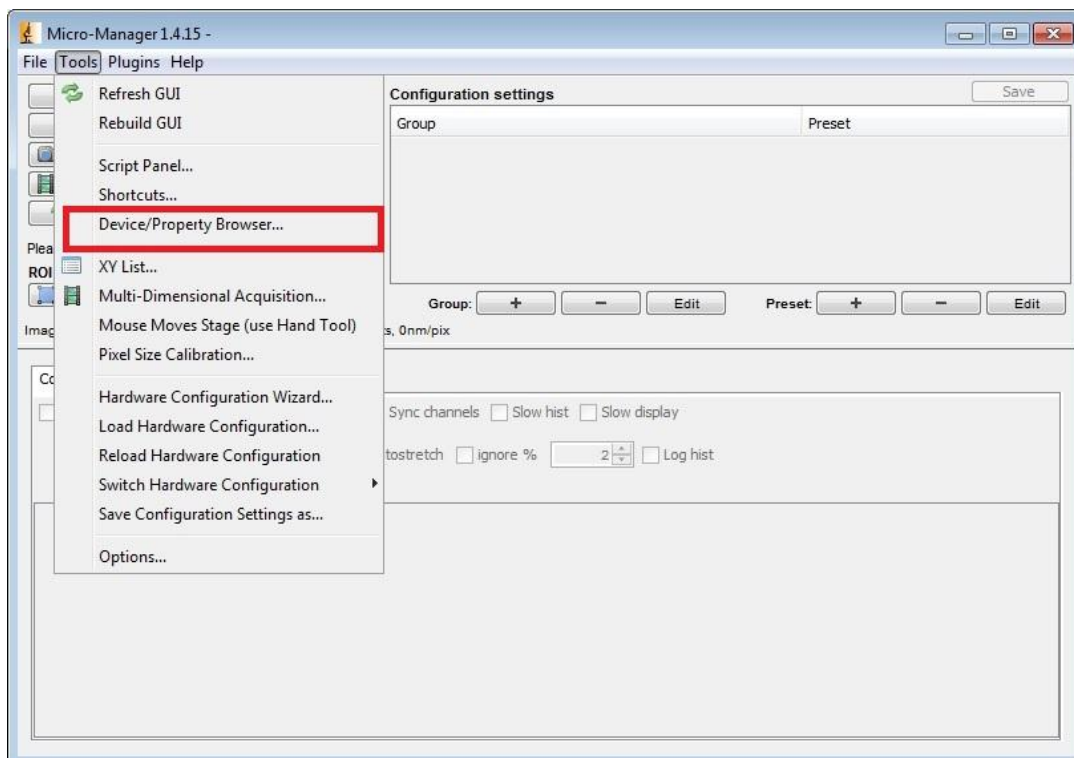 Micro-Manager 1.4.15 -
File Tools Plugins Help
Refresh GUI
Rebuild GUI
Script Panel...
Shortcuts...
Device/Property Browser...
XY List...
Multi-Dimensional Acquisition...
Mouse Moves Stage (use Hand Tool)
Pixel Size Calibration...
Hardware Configuration Wizard...
Load Hardware Configuration...
Reload Hardware Configuration
Switch Hardware Configuration
Save Configuration Settings as...
Options...
Configuration settings Save
Group Preset
Group: + - Edit Preset: + - Edit
Plea
ROI
Imag s, 0nm/pix
Co
Sync channels Slow hist Slow display
tostretch ignore % 2 Log hist